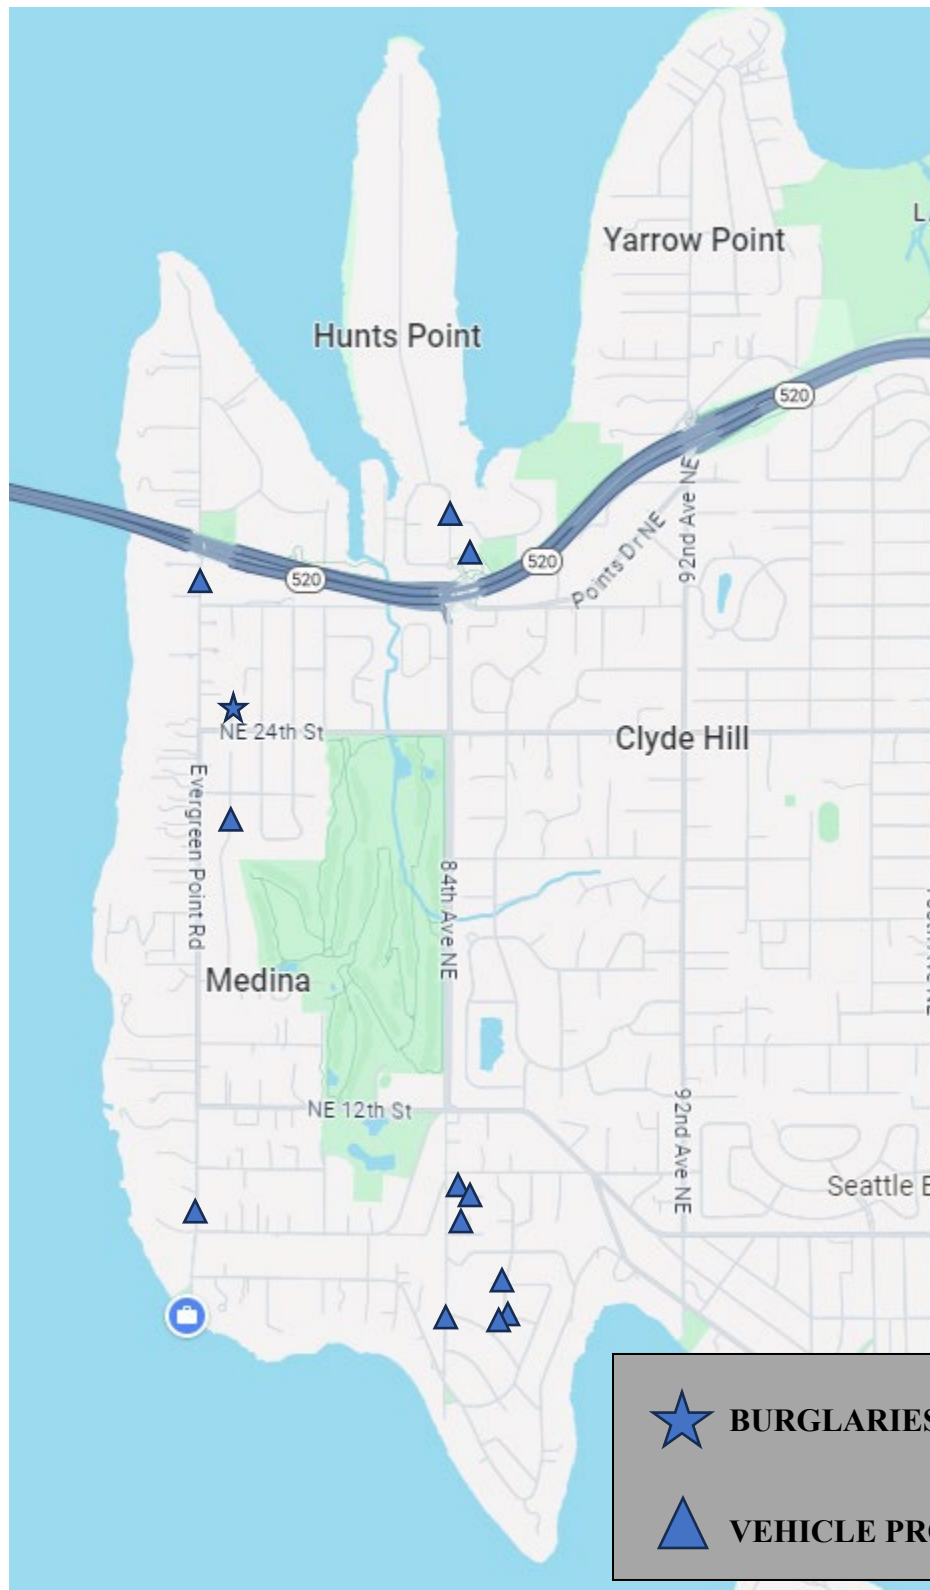 Yarrow Point
Hunts Point
520
92nd Ave NE
Points Dr NE
520
520
NE 24th St
Clyde Hill
Evergreen Point Rd
84th Ave NE
Medina
NE 12th St
92nd Ave NE
Seattle
BURGLARIES
VEHICLE